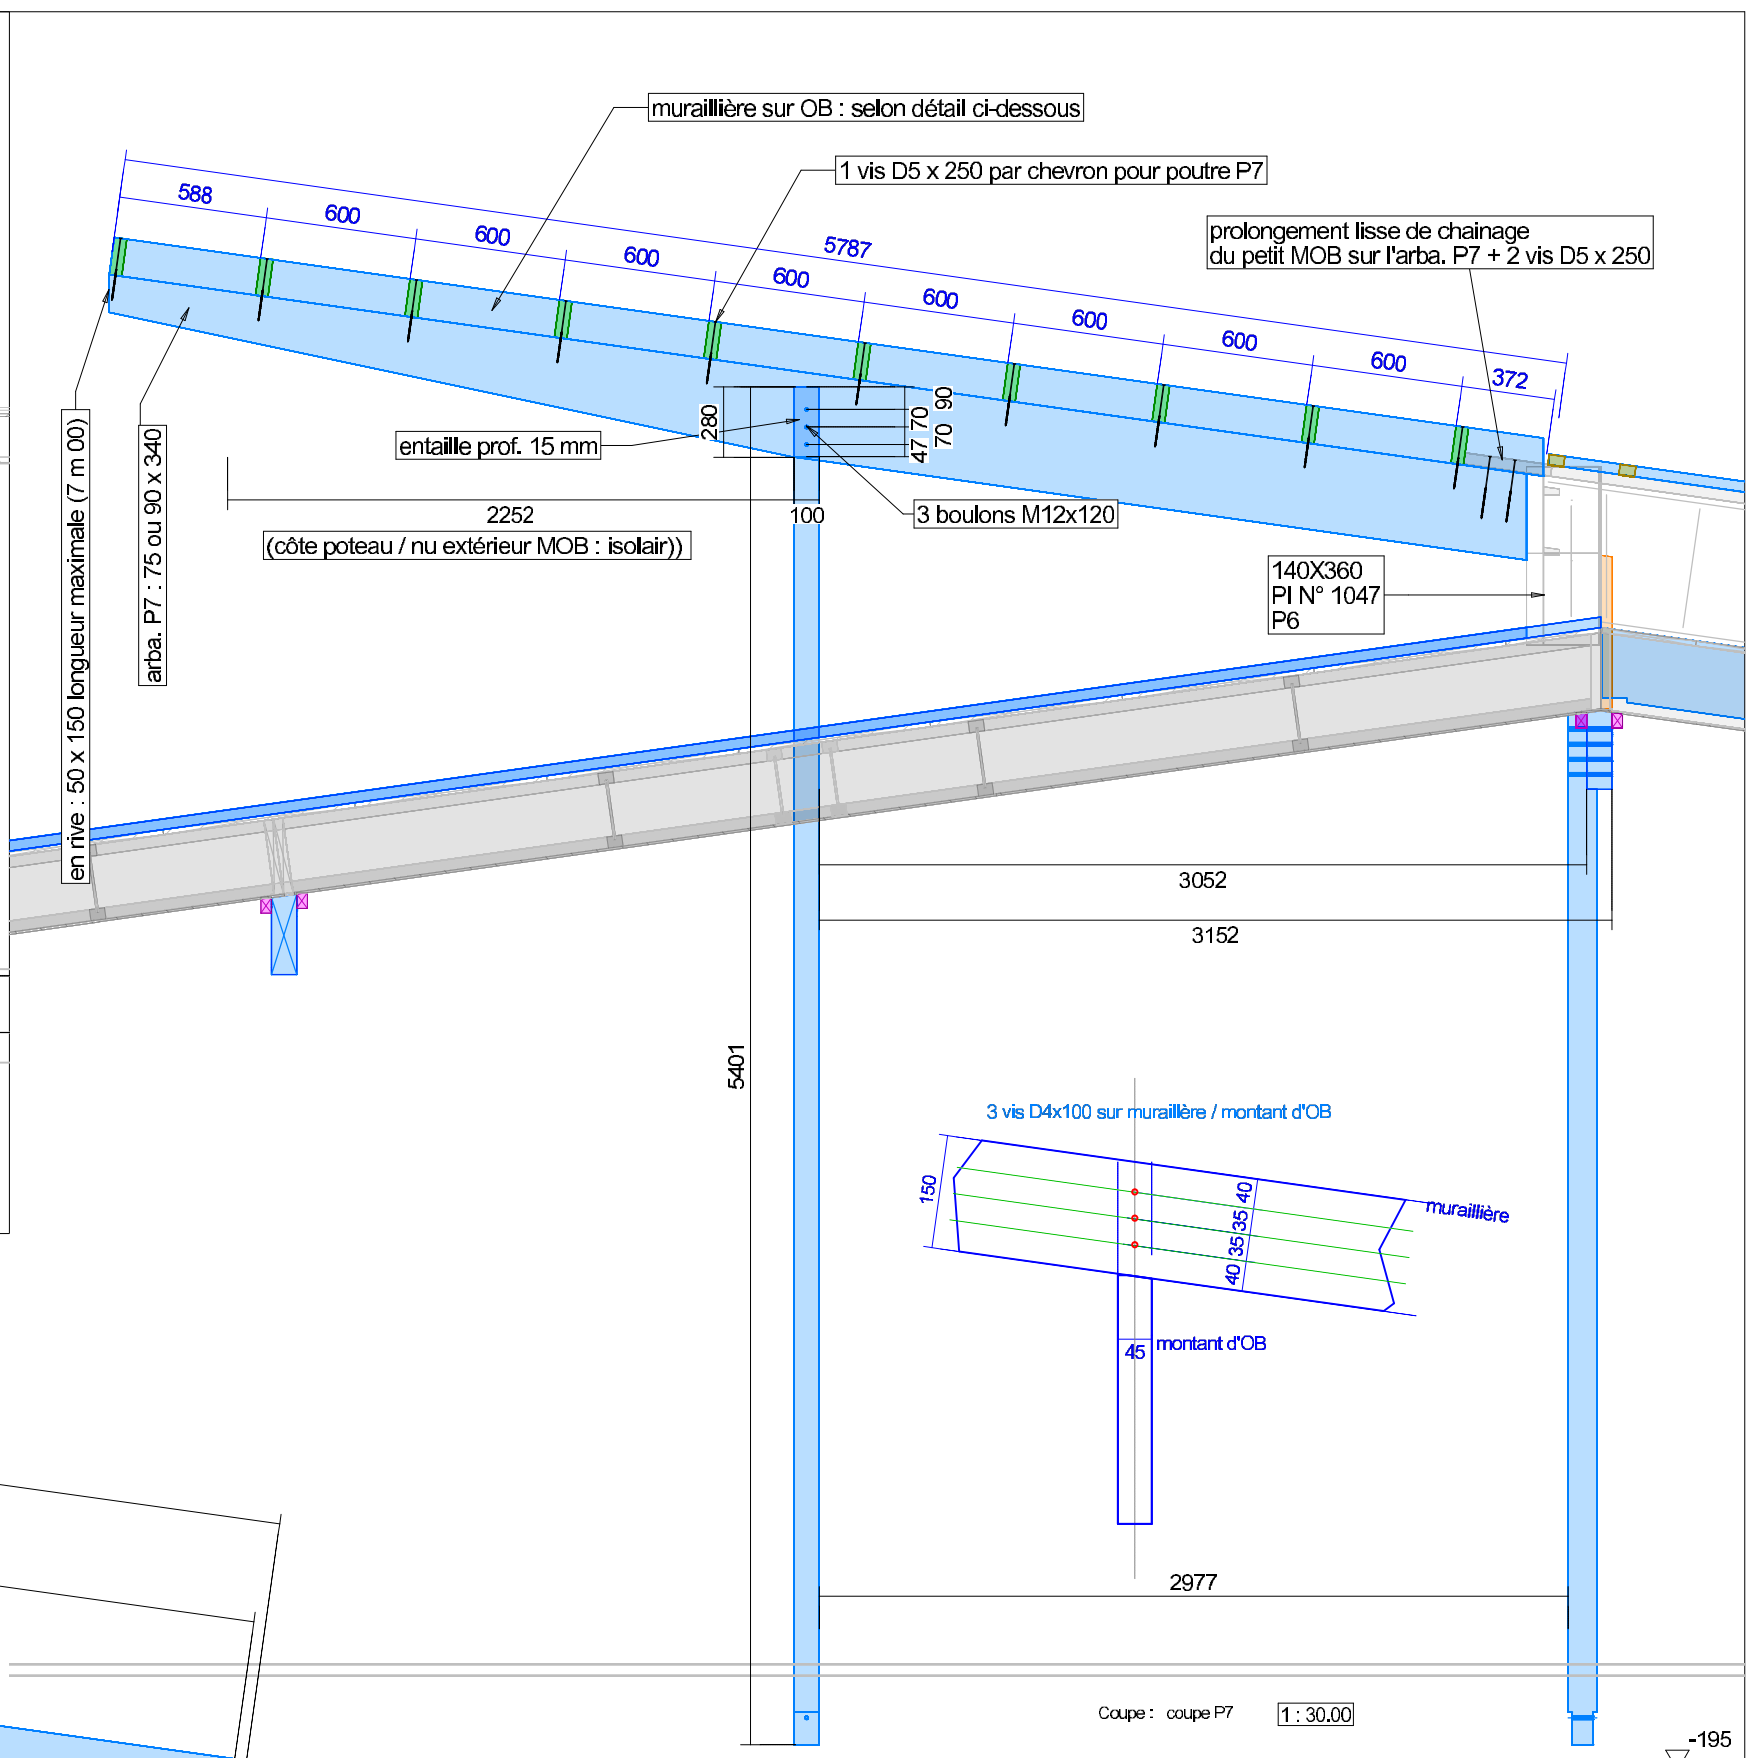 muraillière sur OB : selon détail ci-dessous
1 vis D5 x 250 par chevron pour poutre P7
prolongement lisse de chainage
du petit MOB sur l'arba. P7 + 2 vis D5 x 250
588
600
600
600
5787
600
600
600
600
600
372
280
90
70
70
47
entaille prof. 15 mm
2252
100
3 boulons M12x120
(côte poteau / nu extérieur MOB : isolair))
en rive : 50 x 150 longueur maximale (7 m 00)
arba. P7 : 75 ou 90 x 340
140X360
PI N° 1047
P6
3052
3152
5401
3 vis D4x100 sur muraillère / montant d'OB
150
40
35
35
40
muraillière
45
montant d'OB
2977
Coupe : coupe P7
1 : 30.00
-195